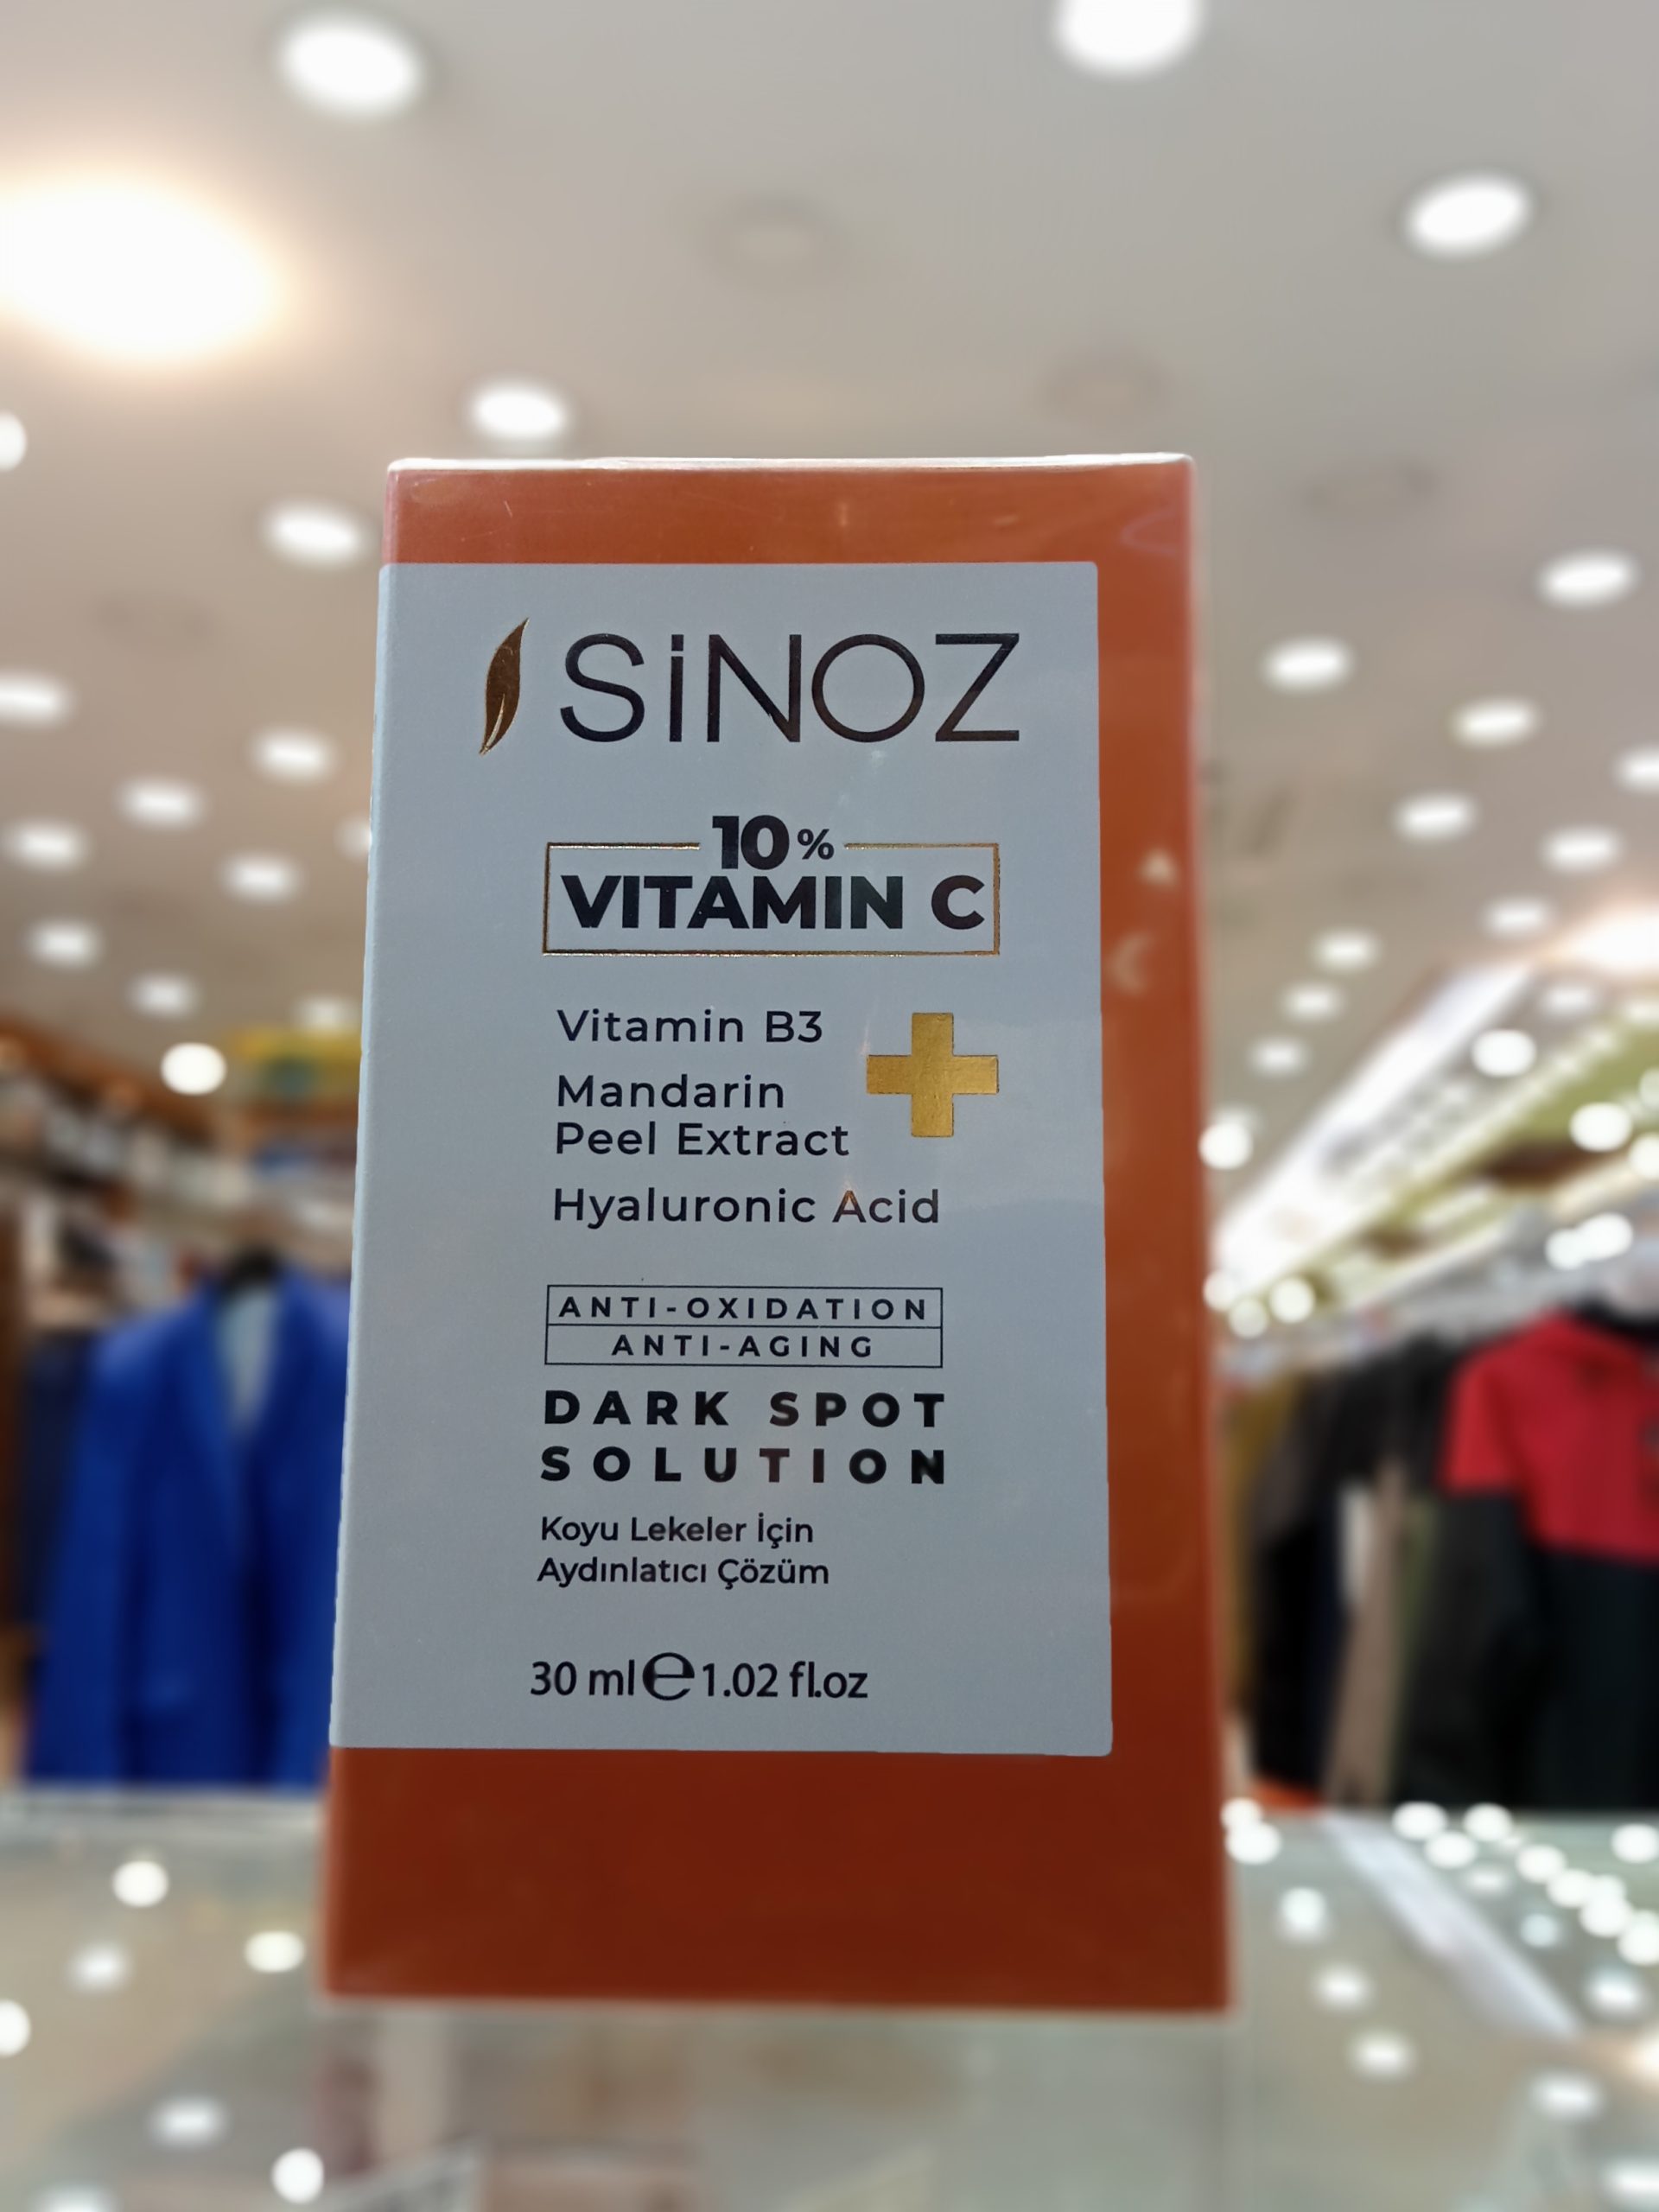 SiNOZ
10%
VITAMIN C
Vitamin B3
Mandarin
Peel Extract
Hyaluronic Acid
ANTI-OXIDATION
ANTI-AGING
DARK SPOT
SOLUTION
Koyu Lekeler İçin
Aydınlatıcı Çözüm
30 ml e 1.02 fl.oz